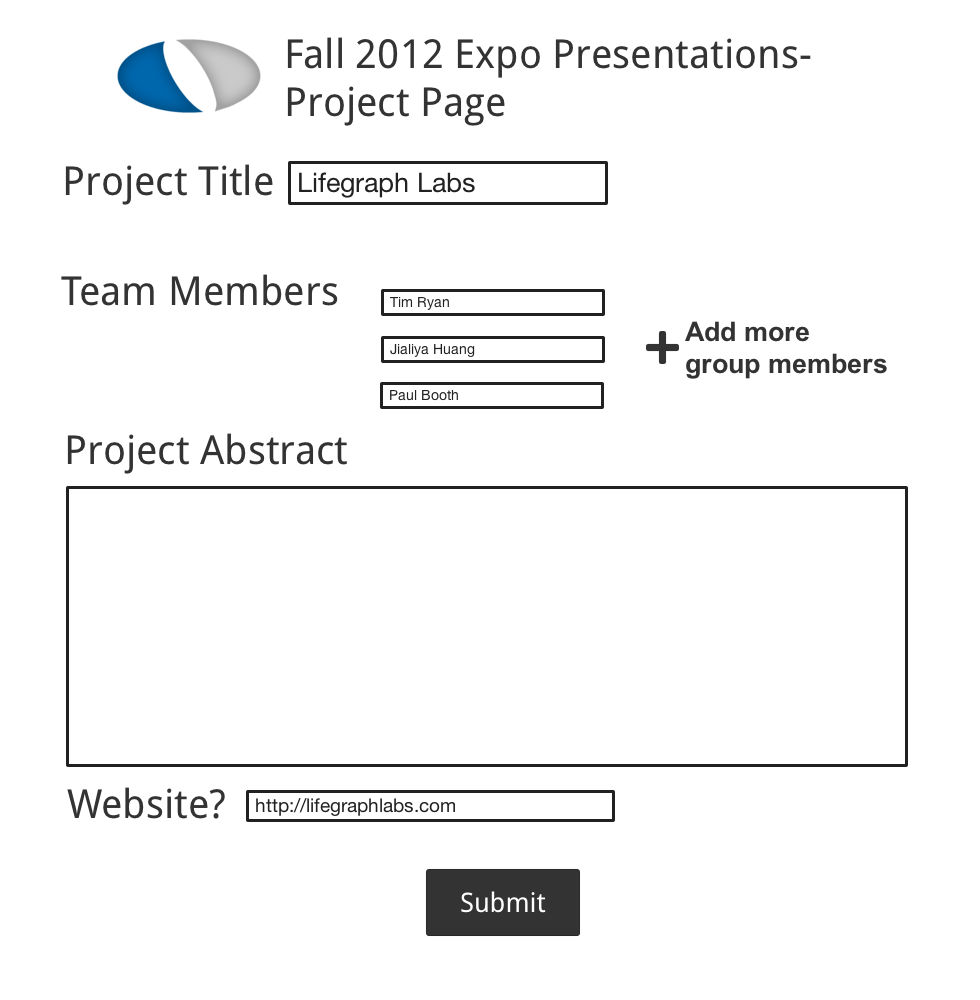 Fall 2012 Expo Presentations-
Project Page
Project Title
Lifegraph Labs
Team Members
Tim Ryan
Jialiya Huang
Paul Booth
Add more
group members
Project Abstract
Website?
http://lifegraphlabs.com
Submit